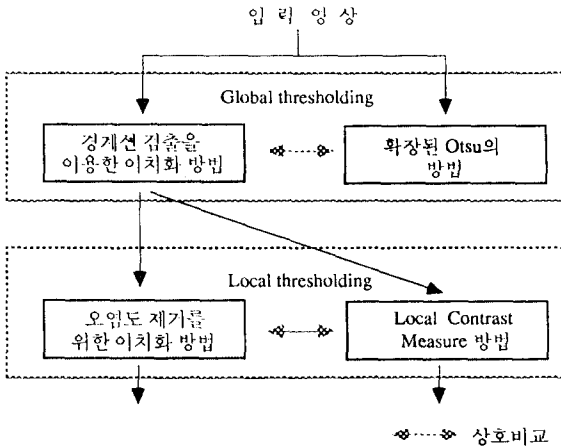 입 력 영 상
Global thresholding
경계선 검출을
이용한 이치화 방법
확장된 Otsu의
방법
Local thresholding
오염도 제거를
위한 이치화 방법
Local Contrast
Measure 방법
상호비교